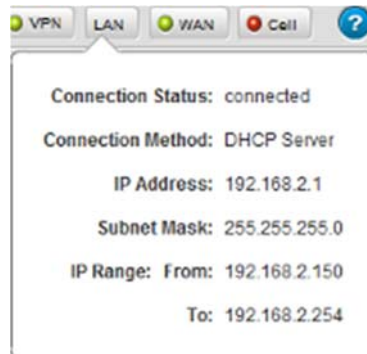 VPN LAN WAN Cell ?
Connection Status: connected
Connection Method: DHCP Server
IP Address: 192.168.2.1
Subnet Mask: 255.255.255.0
IP Range: From: 192.168.2.150
To: 192.168.2.254